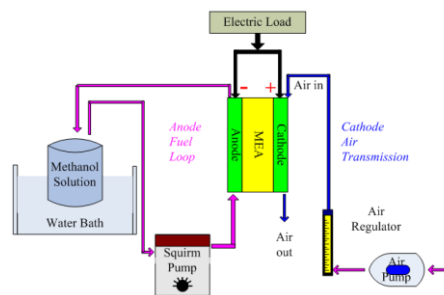 Electric Load
-
+
Air in
Anode
Fuel
Loop
Anode
MEA
Cathode
Cathode
Air
Transmission
Methanol
Solution
Water Bath
Squirm
Pump
Air
out
Air
Regulator
Air
Pump